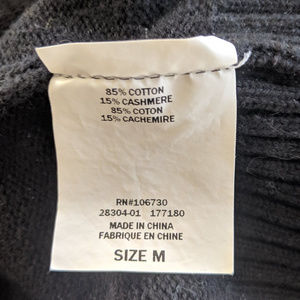 85% COTTON
15% CASHMERE
85% COTON
15% CACHEMIRE
RN#106730
28304-01 177180
MADE IN CHINA
FABRIQUE EN CHINE
SIZE M